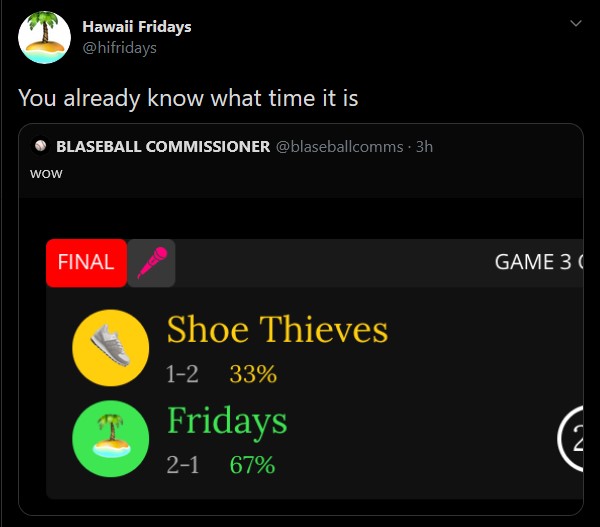 Hawaii Fridays
@hifridays
You already know what time it is
BLASEBALL COMMISSIONER @blaseballcomms · 3h
wow
FINAL GAME 3
Shoe Thieves
1-2 33%
Fridays
2-1 67%
2